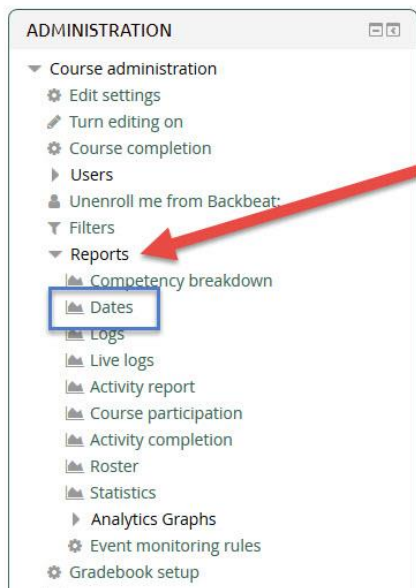 ADMINISTRATION
Course administration
Edit settings
Turn editing on
Course completion
Users
Unenroll me from Backbeat:
Filters
Reports
Competency breakdown
Dates
Logs
Live logs
Activity report
Course participation
Activity completion
Roster
Statistics
Analytics Graphs
Event monitoring rules
Gradebook setup